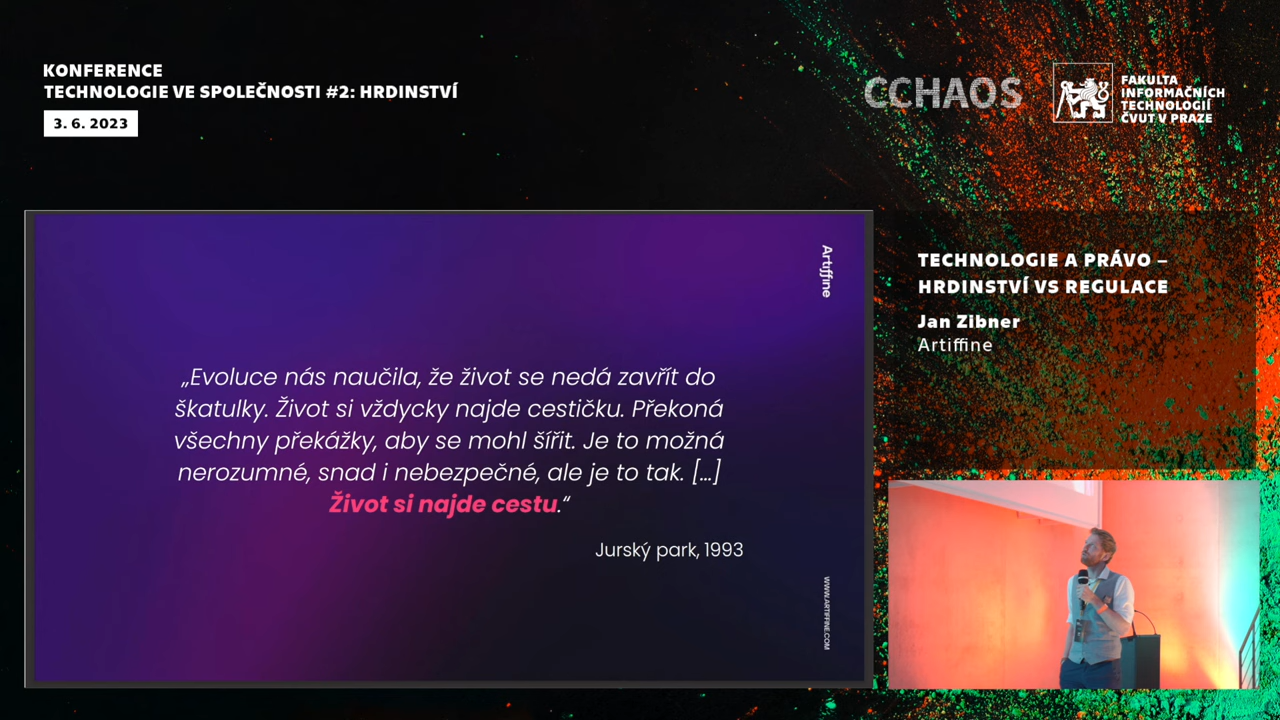 KONFERENCE
TECHNOLOGIE VE SPOLEČNOSTI #2: HRDINSTVÍ
3. 6. 2023
CCHAOS
FAKULTA
INFORMAČNÍCH
TECHNOLOGIÍ
ČVUT V PRAZE
Artiffine
„Evoluce nás naučila, že život se nedá zavřít do
škatulky. Život si vždycky najde cestičku. Překoná
všechny překážky, aby se mohl šířit. Je to možná
nerozumné, snad i nebezpečné, ale je to tak. [...]
Život si najde cestu.“
Jurský park, 1993
WWW.ARTIFFINE.COM
TECHNOLOGIE A PRÁVO –
HRDINSTVÍ VS REGULACE
Jan Zibner
Artiffine